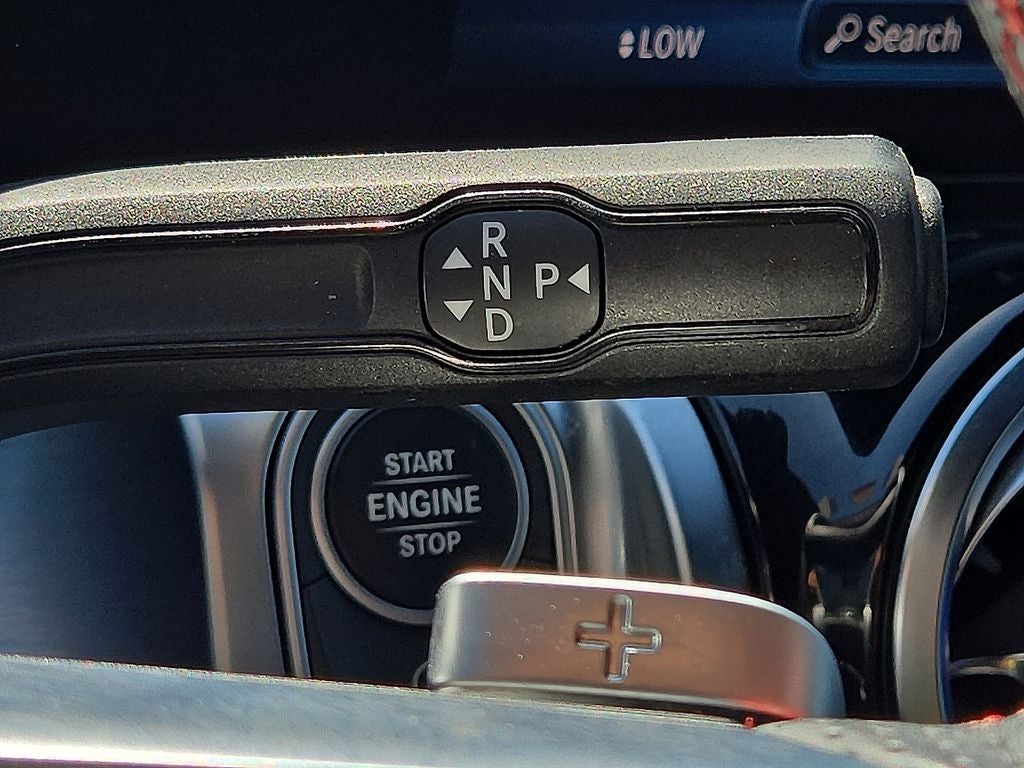 LOW
Search
R
N P
D
START
ENGINE
STOP
+